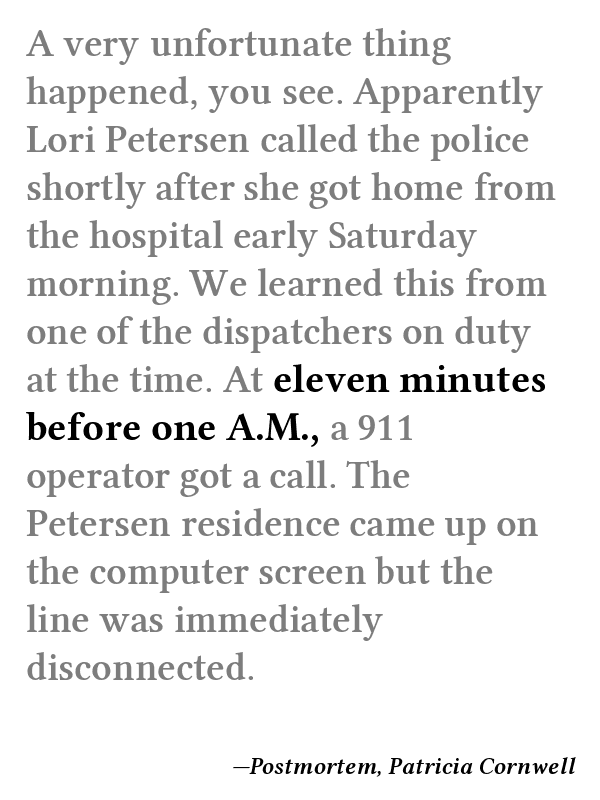 A very unfortunate thing
happened, you see. Apparently
Lori Petersen called the police
shortly after she got home from
the hospital early Saturday
morning. We learned this from
one of the dispatchers on duty
at the time. At eleven minutes
before one A.M., a 911
operator got a call. The
Petersen residence came up on
the computer screen but the
line was immediately
disconnected.
—Postmortem, Patricia Cornwell